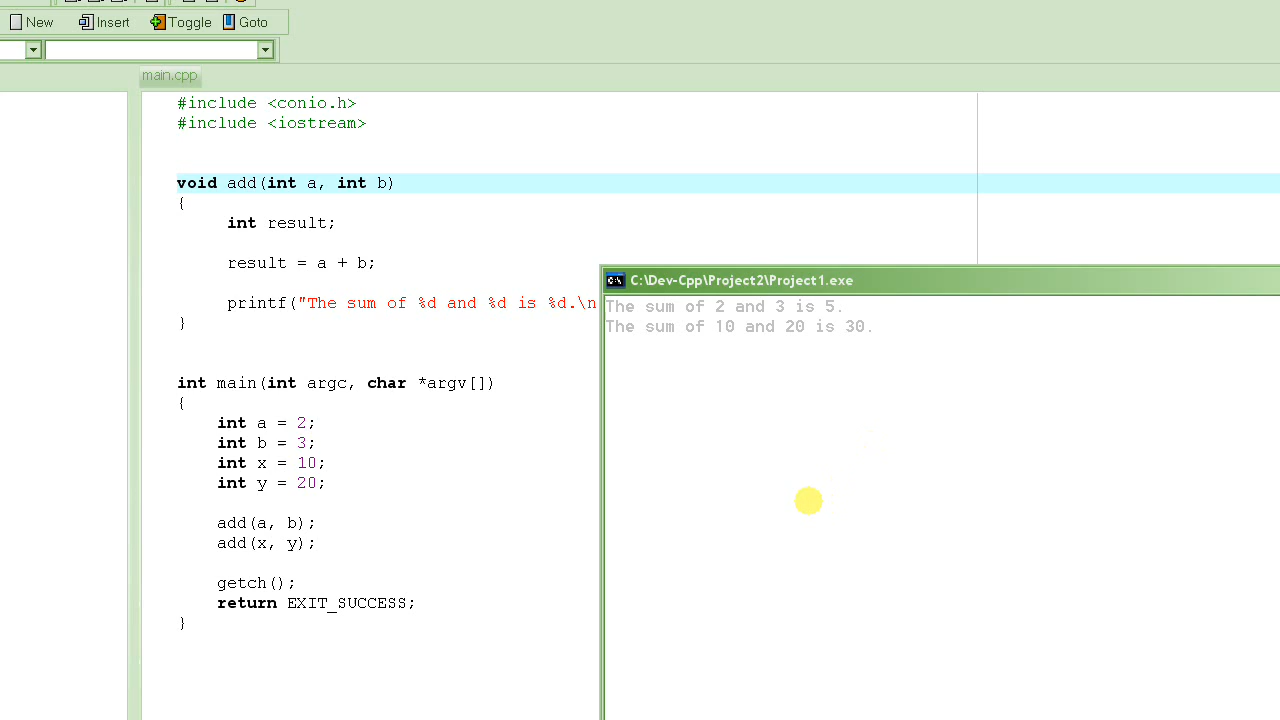 New Insert Toggle Goto
main.cpp
#include <conio.h>
#include <iostream>
void add(int a, int b)
{
int result;
result = a + b;
printf("The sum of %d and %d is %d.\n
}
int main(int argc, char *argv[])
{
int a = 2;
int b = 3;
int x = 10;
int y = 20;
add(a, b);
add(x, y);
getch();
return EXIT_SUCCESS;
}
C:\Dev-Cpp\Project2\Project1.exe
The sum of 2 and 3 is 5.
The sum of 10 and 20 is 30.